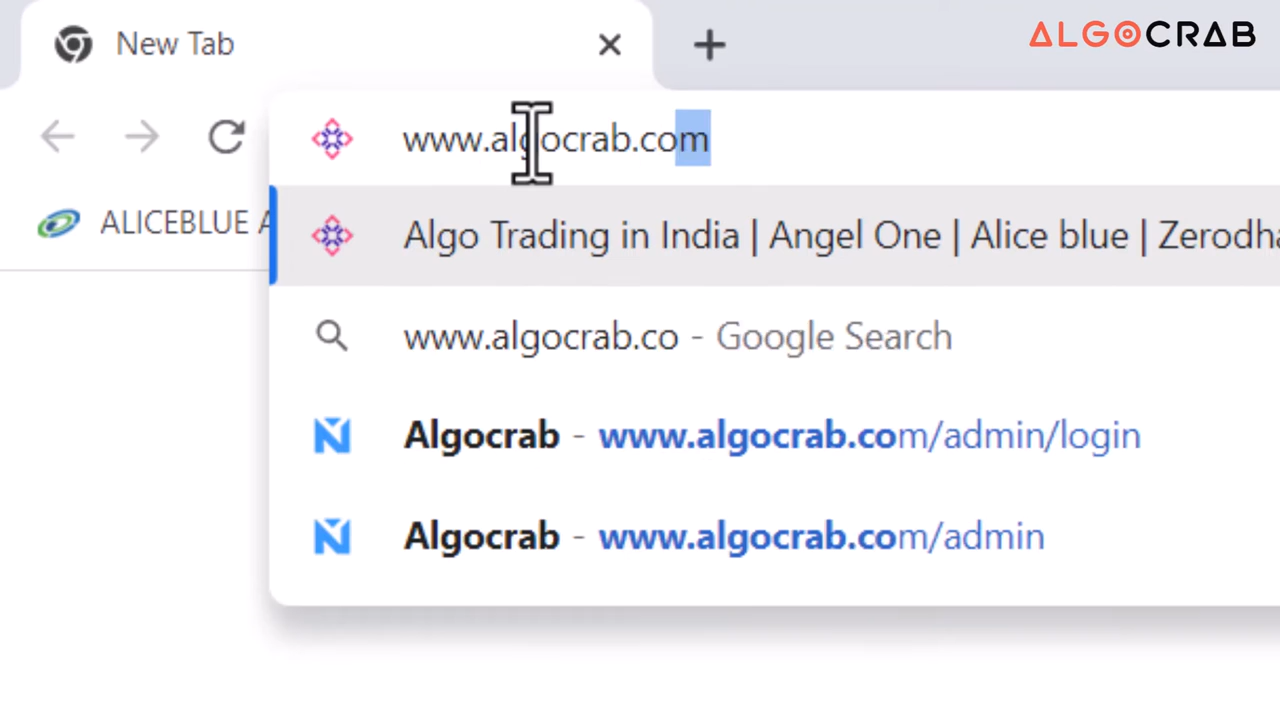 New Tab
ALGOCRAB
www.algocrab.com
ALICEBLUE
Algo Trading in India | Angel One | Alice blue | Zerodha
www.algocrab.co - Google Search
Algocrab - www.algocrab.com/admin/login
Algocrab - www.algocrab.com/admin